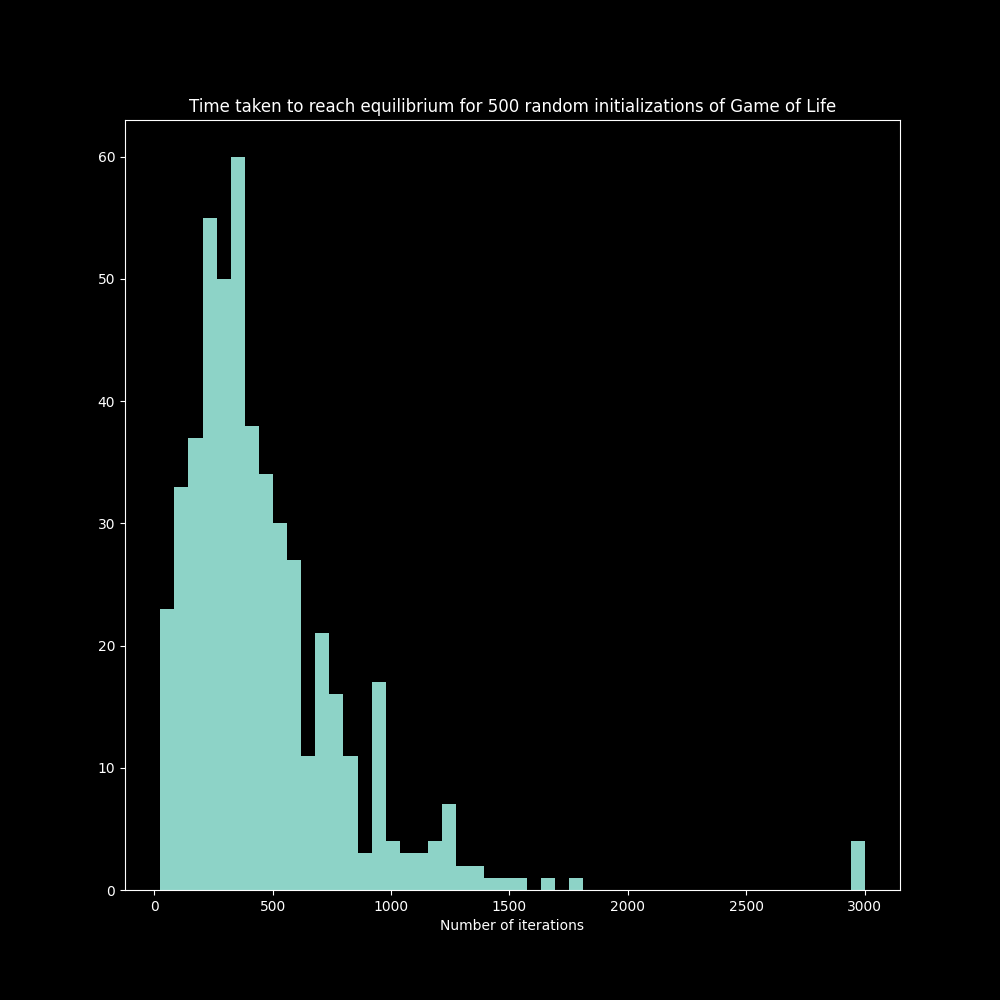 Time taken to reach equilibrium for 500 random initializations of Game of Life
60
50
40
30
20
10
0
0 500 1000 1500 2000 2500 3000
Number of iterations